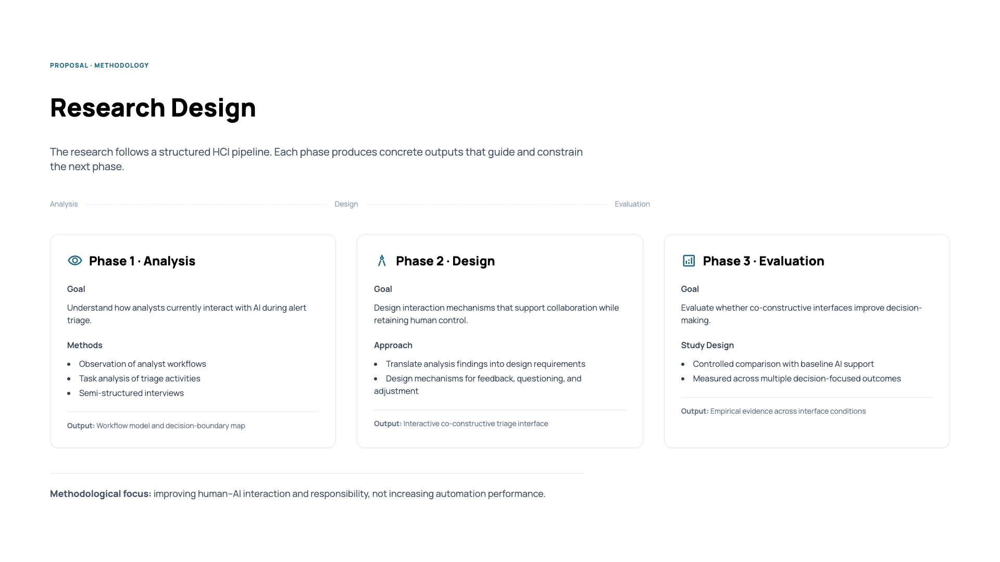 PROPOSAL · METHODOLOGY
Research Design
The research follows a structured HCI pipeline. Each phase produces concrete outputs that guide and constrain
the next phase.
Analysis
Design
Evaluation
Phase 1 · Analysis
Goal
Understand how analysts currently interact with AI during alert
triage.
Methods
• Observation of analyst workflows
• Task analysis of triage activities
• Semi-structured interviews
Output: Workflow model and decision-boundary map
Phase 2 · Design
Goal
Design interaction mechanisms that support collaboration while
retaining human control.
Approach
• Translate analysis findings into design requirements
• Design mechanisms for feedback, questioning, and
adjustment
Output: Interactive co-constructive triage interface
Phase 3 · Evaluation
Goal
Evaluate whether co-constructive interfaces improve decision-
making.
Study Design
• Controlled comparison with baseline AI support
• Measured across multiple decision-focused outcomes
Output: Empirical evidence across interface conditions
Methodological focus: improving human–AI interaction and responsibility, not increasing automation performance.